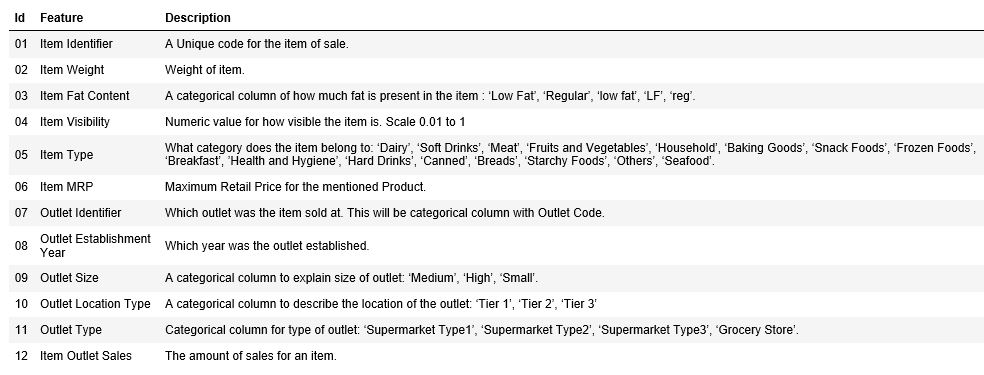 Id Feature Description
01 Item Identifier A Unique code for the item of sale.
02 Item Weight Weight of item.
03 Item Fat Content A categorical column of how much fat is present in the item : ‘Low Fat’, ‘Regular’, ‘low fat’, ‘LF’, ‘reg’.
04 Item Visibility Numeric value for how visible the item is. Scale 0.01 to 1
05 Item Type What category does the item belong to: ‘Dairy’, ‘Soft Drinks’, ‘Meat’, ‘Fruits and Vegetables’, ‘Household’, ‘Baking Goods’, ‘Snack Foods’, ‘Frozen Foods’,
‘Breakfast’, ’Health and Hygiene’, ‘Hard Drinks’, ‘Canned’, ‘Breads’, ‘Starchy Foods’, ‘Others’, ‘Seafood’.
06 Item MRP Maximum Retail Price for the mentioned Product.
07 Outlet Identifier Which outlet was the item sold at. This will be categorical column with Outlet Code.
08 Outlet Establishment
Year Which year was the outlet established.
09 Outlet Size A categorical column to explain size of outlet: ‘Medium’, ‘High’, ‘Small’.
10 Outlet Location Type A categorical column to describe the location of the outlet: ‘Tier 1’, ‘Tier 2’, ‘Tier 3’
11 Outlet Type Categorical column for type of outlet: ‘Supermarket Type1’, ‘Supermarket Type2’, ‘Supermarket Type3’, ‘Grocery Store’.
12 Item Outlet Sales The amount of sales for an item.